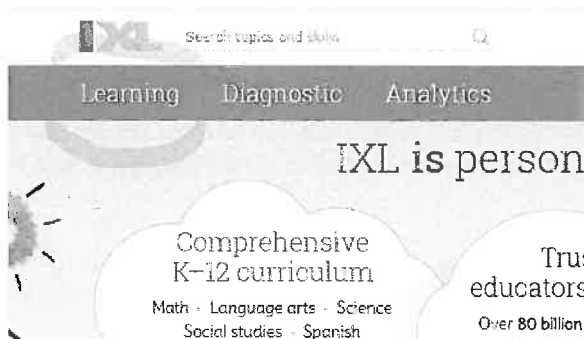 IXL Search topics and skills
Learning Diagnostic Analytics
IXL is person
Comprehensive
K-12 curriculum
Math - Language arts - Science
Social studies - Spanish
Trus
educators
Over 80 billion